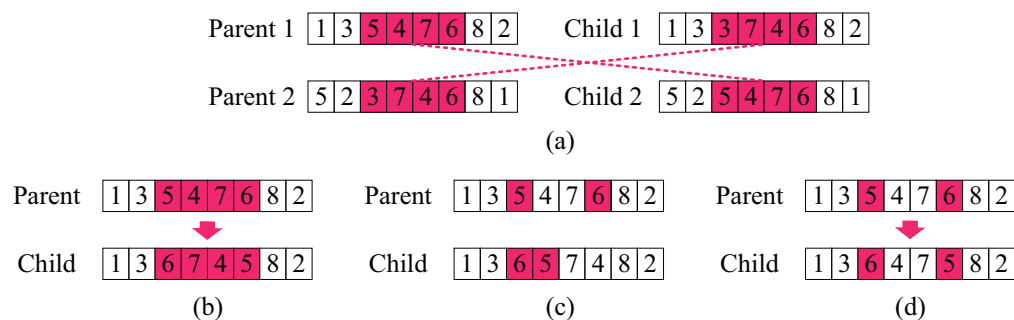 Parent 1 1 3 5 4 7 6 8 2 Child 1 1 3 3 7 4 6 8 2
Parent 2 5 2 3 7 4 6 8 1 Child 2 5 2 5 4 7 6 8 1
(a)
Parent 1 3 5 4 7 6 8 2 Parent 1 3 5 4 7 6 8 2 Parent 1 3 5 4 7 6 8 2
Child 1 3 6 7 4 5 8 2 Child 1 3 6 5 7 4 8 2 Child 1 3 6 4 7 5 8 2
(b) (c) (d)